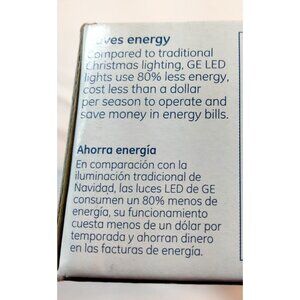 Saves energy
Compared to traditional
Christmas lighting, GE LED
lights use 80% less energy,
cost less than a dollar
per season to operate and
save money in energy bills.
Ahorra energía
En comparación con la
iluminación tradicional de
Navidad, las luces LED de GE
consumen un 80% menos de
energía, su funcionamiento
cuesta menos de un dólar por
temporada y ahorran dinero
en las facturas de energía.